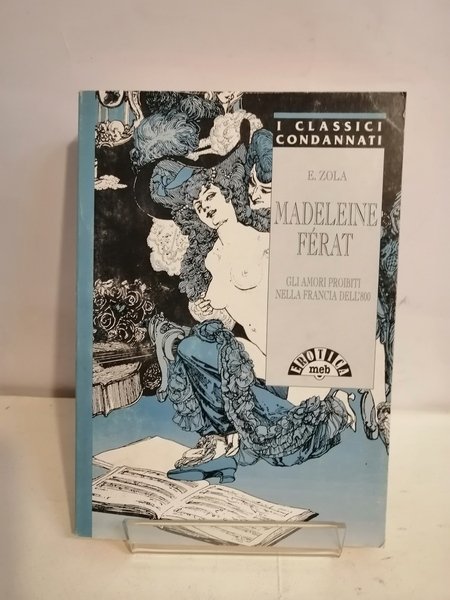 I CLASSICI
CONDANNATI
E. ZOLA
MADELEINE
FÉRAT
GLI AMORI PROIBITI
NELLA FRANCIA DELL'800
EROTICA
meb